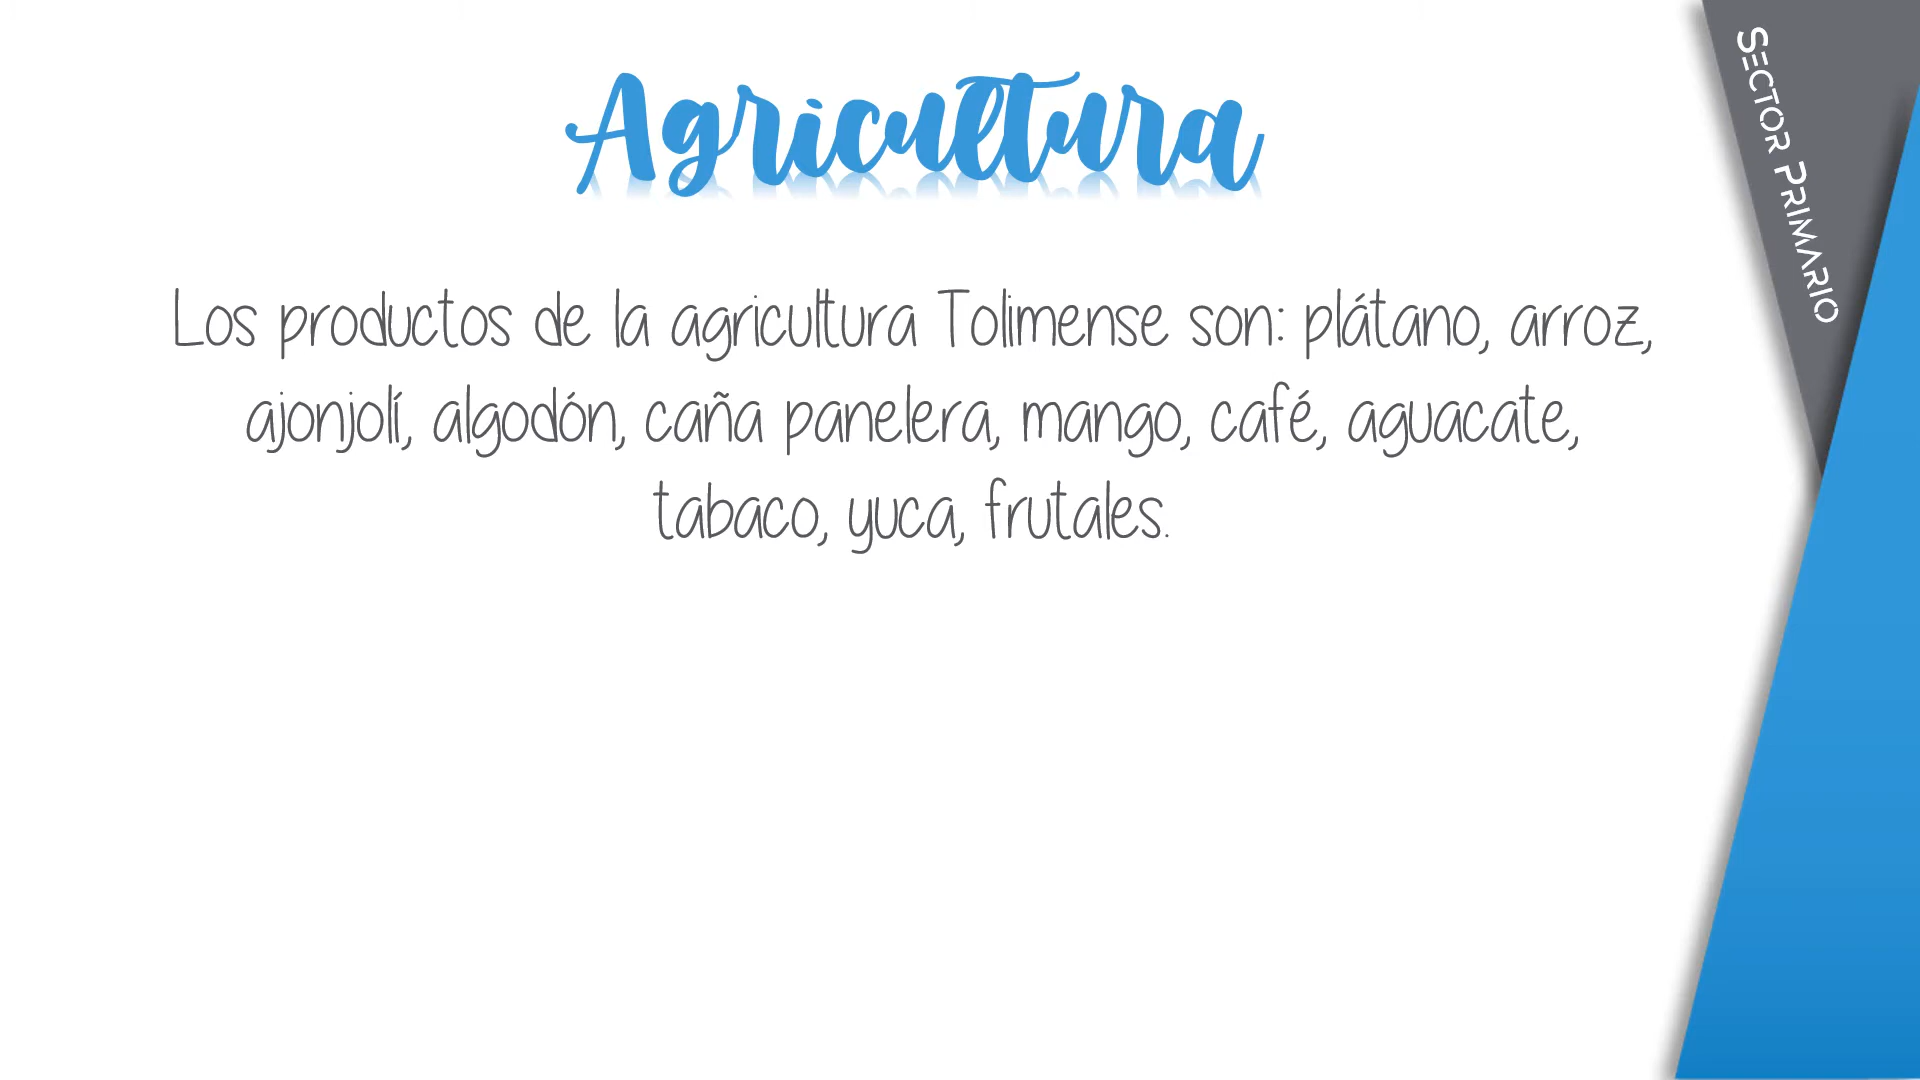 Agricultura
Los productos de la agricultura Tolimense son: plátano, arroz,
ajonjolí, algodón, caña panelera, mango, café, aguacate,
tabaco, yuca, frutales.
Sector Primario